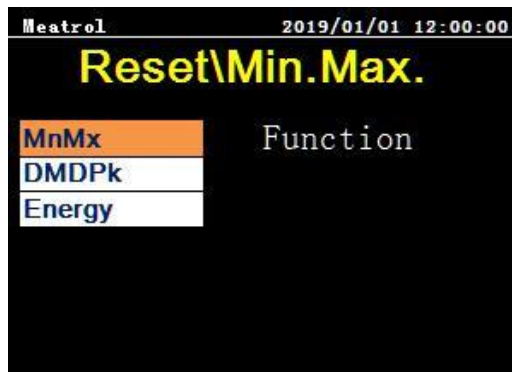 Meatrol 2019/01/01 12:00:00
Reset\Min.Max.
MnMx Function
DMDPk
Energy